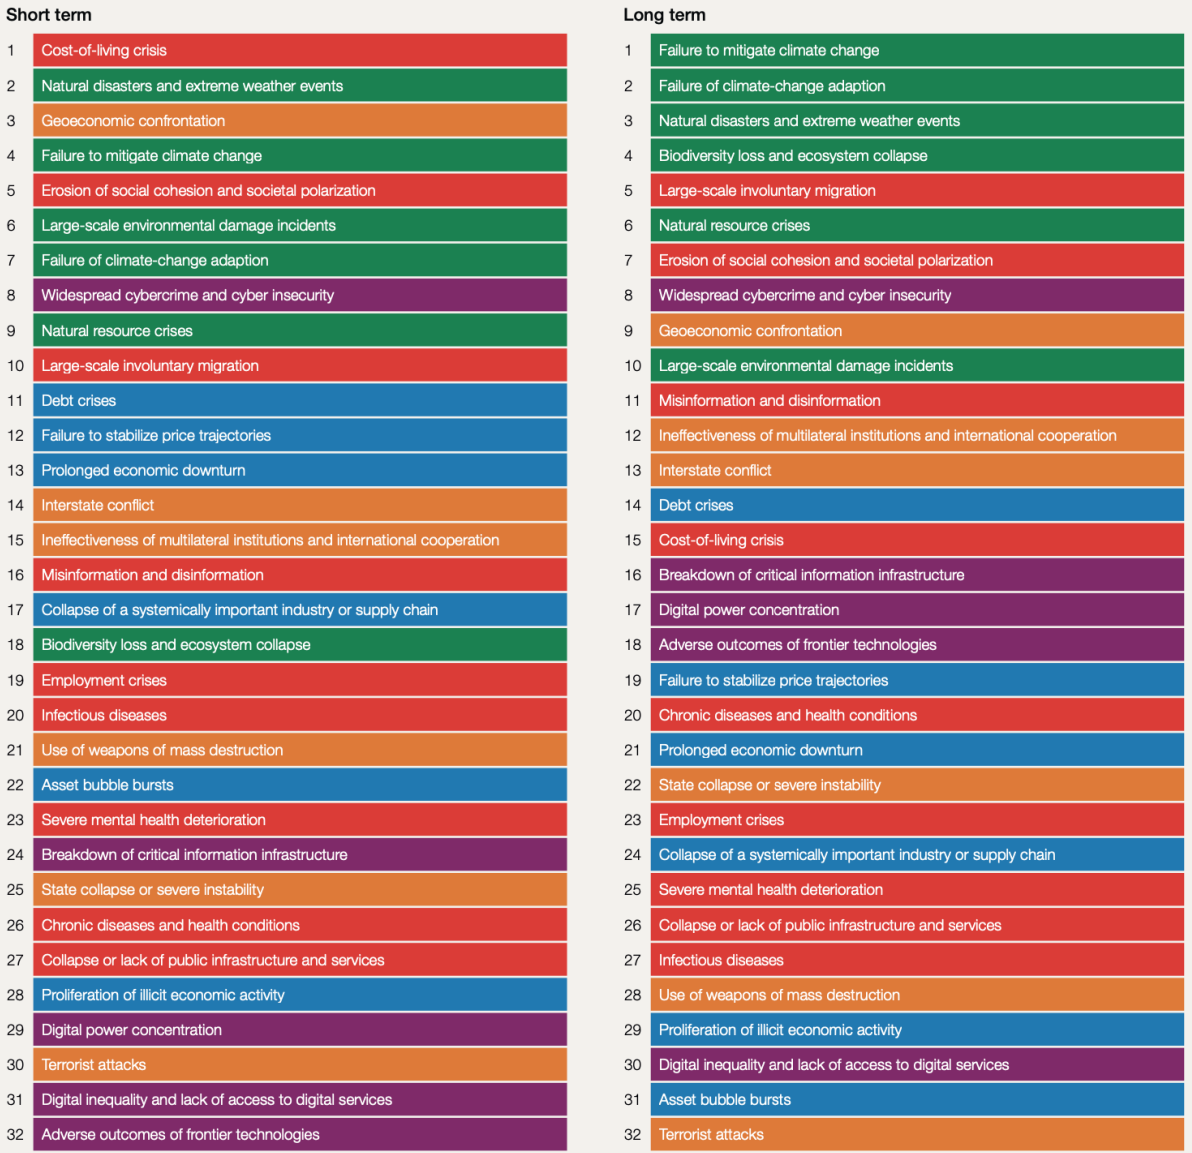 Short term
1 Cost-of-living crisis
2 Natural disasters and extreme weather events
3 Geoeconomic confrontation
4 Failure to mitigate climate change
5 Erosion of social cohesion and societal polarization
6 Large-scale environmental damage incidents
7 Failure of climate-change adaption
8 Widespread cybercrime and cyber insecurity
9 Natural resource crises
10 Large-scale involuntary migration
11 Debt crises
12 Failure to stabilize price trajectories
13 Prolonged economic downturn
14 Interstate conflict
15 Ineffectiveness of multilateral institutions and international cooperation
16 Misinformation and disinformation
17 Collapse of a systemically important industry or supply chain
18 Biodiversity loss and ecosystem collapse
19 Employment crises
20 Infectious diseases
21 Use of weapons of mass destruction
22 Asset bubble bursts
23 Severe mental health deterioration
24 Breakdown of critical information infrastructure
25 State collapse or severe instability
26 Chronic diseases and health conditions
27 Collapse or lack of public infrastructure and services
28 Proliferation of illicit economic activity
29 Digital power concentration
30 Terrorist attacks
31 Digital inequality and lack of access to digital services
32 Adverse outcomes of frontier technologies
Long term
1 Failure to mitigate climate change
2 Failure of climate-change adaption
3 Natural disasters and extreme weather events
4 Biodiversity loss and ecosystem collapse
5 Large-scale involuntary migration
6 Natural resource crises
7 Erosion of social cohesion and societal polarization
8 Widespread cybercrime and cyber insecurity
9 Geoeconomic confrontation
10 Large-scale environmental damage incidents
11 Misinformation and disinformation
12 Ineffectiveness of multilateral institutions and international cooperation
13 Interstate conflict
14 Debt crises
15 Cost-of-living crisis
16 Breakdown of critical information infrastructure
17 Digital power concentration
18 Adverse outcomes of frontier technologies
19 Failure to stabilize price trajectories
20 Chronic diseases and health conditions
21 Prolonged economic downturn
22 State collapse or severe instability
23 Employment crises
24 Collapse of a systemically important industry or supply chain
25 Severe mental health deterioration
26 Collapse or lack of public infrastructure and services
27 Infectious diseases
28 Use of weapons of mass destruction
29 Proliferation of illicit economic activity
30 Digital inequality and lack of access to digital services
31 Asset bubble bursts
32 Terrorist attacks